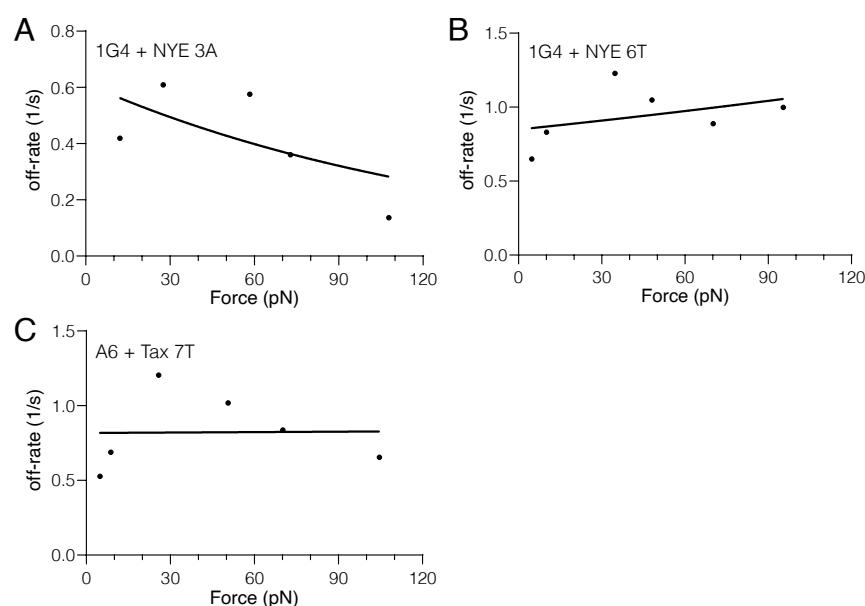 A
1G4 + NYE 3A
0.8
0.6
0.4
0.2
0.0
off-rate (1/s)
0 30 60 90 120
Force (pN)
B
1G4 + NYE 6T
1.5
1.0
0.5
0.0
off-rate (1/s)
0 30 60 90 120
Force (pN)
C
A6 + Tax 7T
1.5
1.0
0.5
0.0
off-rate (1/s)
0 30 60 90 120
Force (pN)